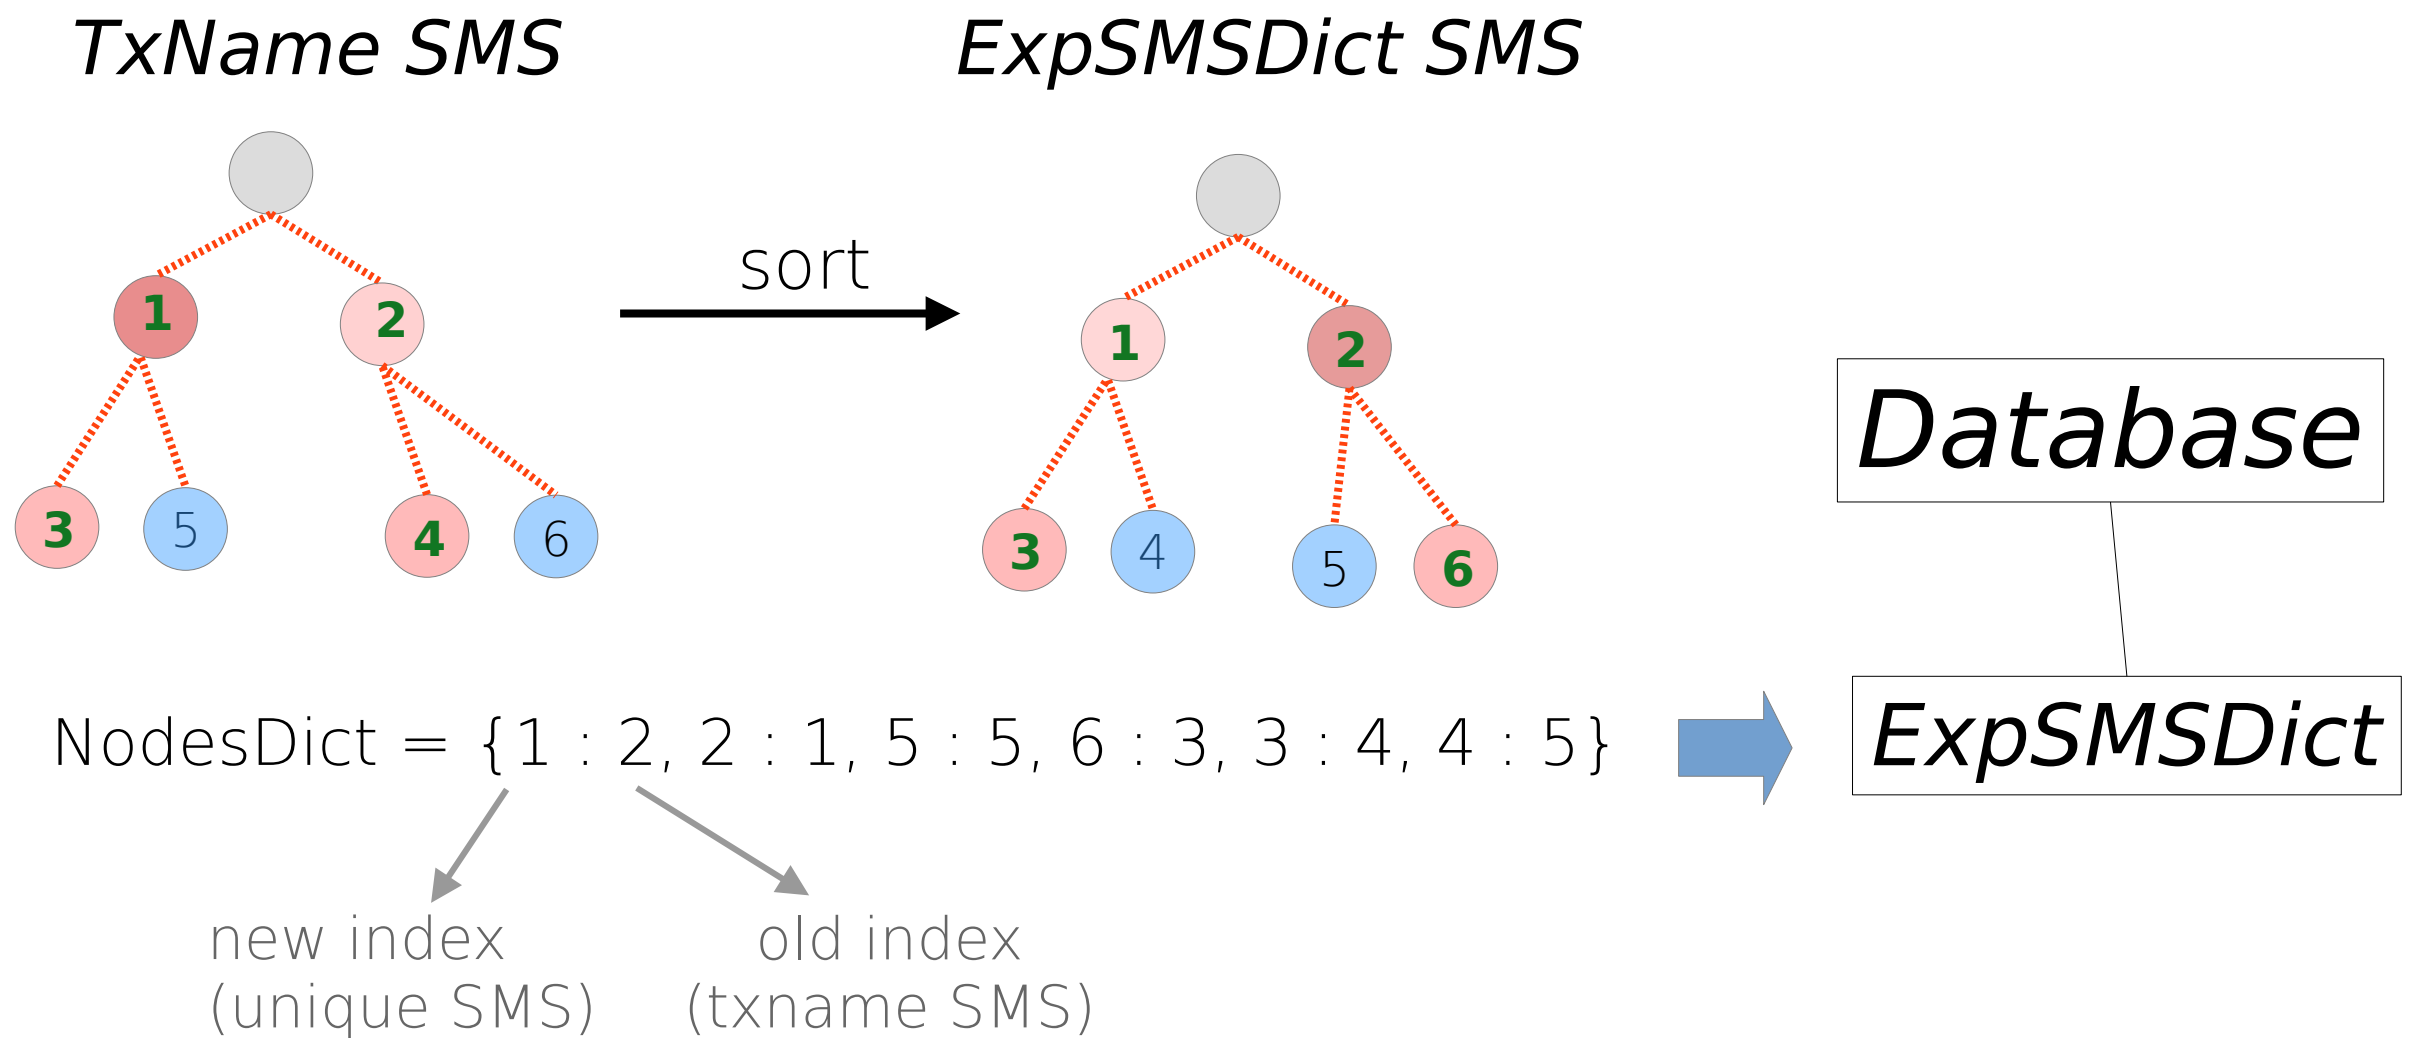 TxName SMS
ExpSMSDict SMS
sort
1
2
3
5
4
6
1
2
3
4
5
6
Database
ExpSMSDict
NodesDict = {1 : 2, 2 : 1, 5 : 5, 6 : 3, 3 : 4, 4 : 5}
new index
(unique SMS)
old index
(txname SMS)